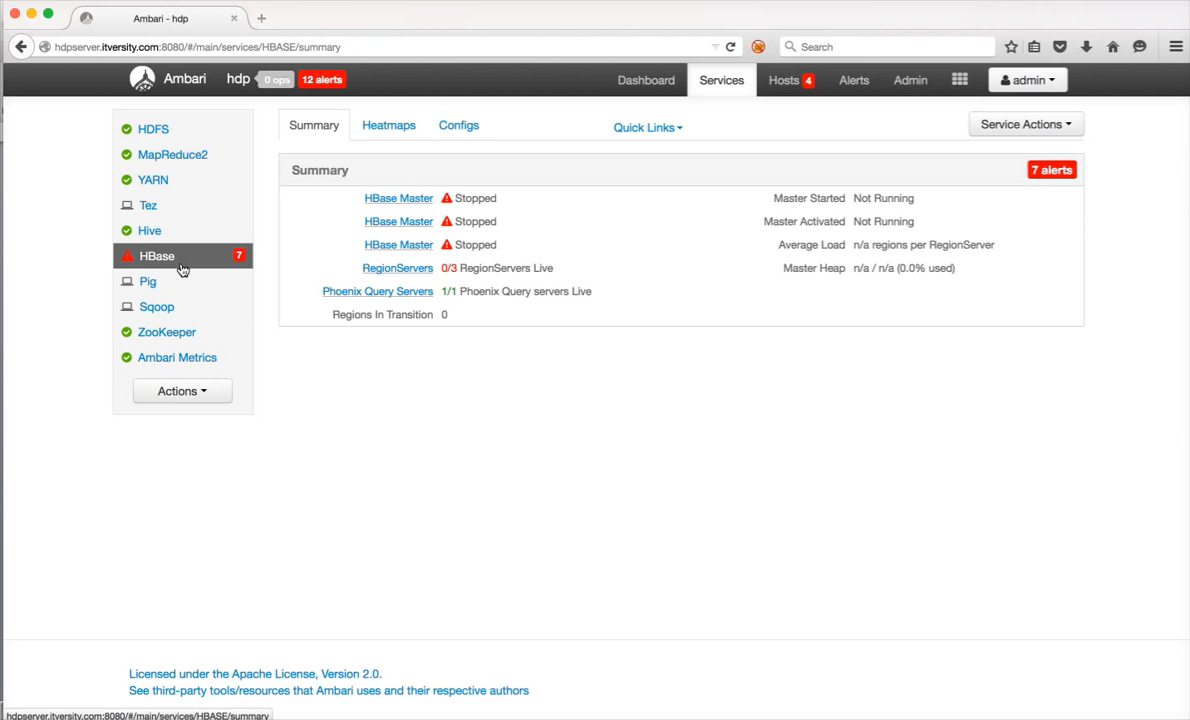 Ambari - hdp
hdpserver.itversity.com:8080/#/main/services/HBASE/summary
Search
Ambari hdp 0 ops 12 alerts Dashboard Services Hosts 4 Alerts Admin admin
HDFS
MapReduce2
YARN
Tez
Hive
HBase 7
Pig
Sqoop
ZooKeeper
Ambari Metrics
Actions
Summary Heatmaps Configs Quick Links Service Actions
Summary 7 alerts
HBase Master Stopped Master Started Not Running
HBase Master Stopped Master Activated Not Running
HBase Master Stopped Average Load n/a regions per RegionServer
RegionServers 0/3 RegionServers Live Master Heap n/a / n/a (0.0% used)
Phoenix Query Servers 1/1 Phoenix Query servers Live
Regions In Transition 0
Licensed under the Apache License, Version 2.0.
See third-party tools/resources that Ambari uses and their respective authors
hdpserver.itversity.com:8080/#/main/services/HBASE/summary